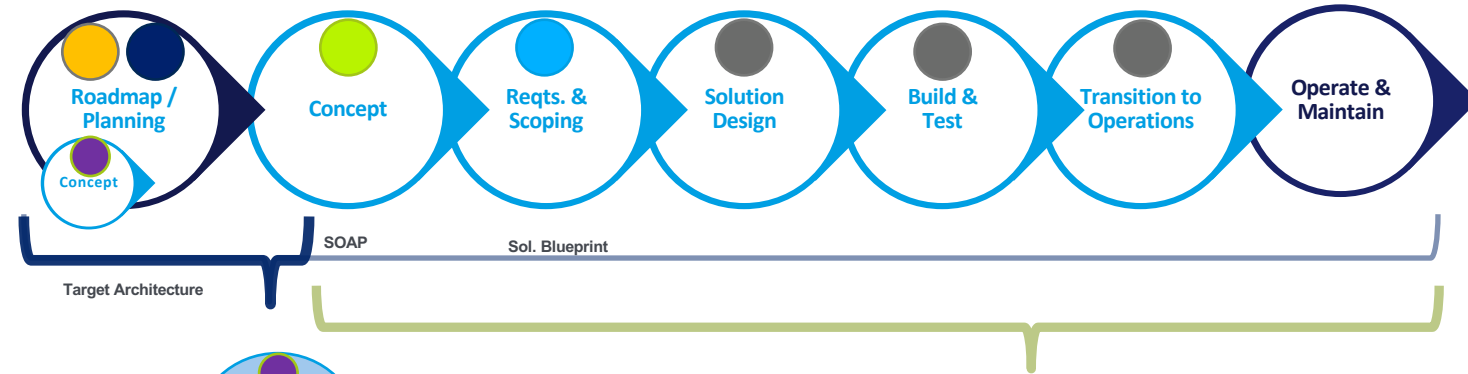 Roadmap /
Planning
Concept
Concept
Reqts. &
Scoping
Solution
Design
Build &
Test
Transition to
Operations
Operate &
Maintain
SOAP
Sol. Blueprint
Target Architecture